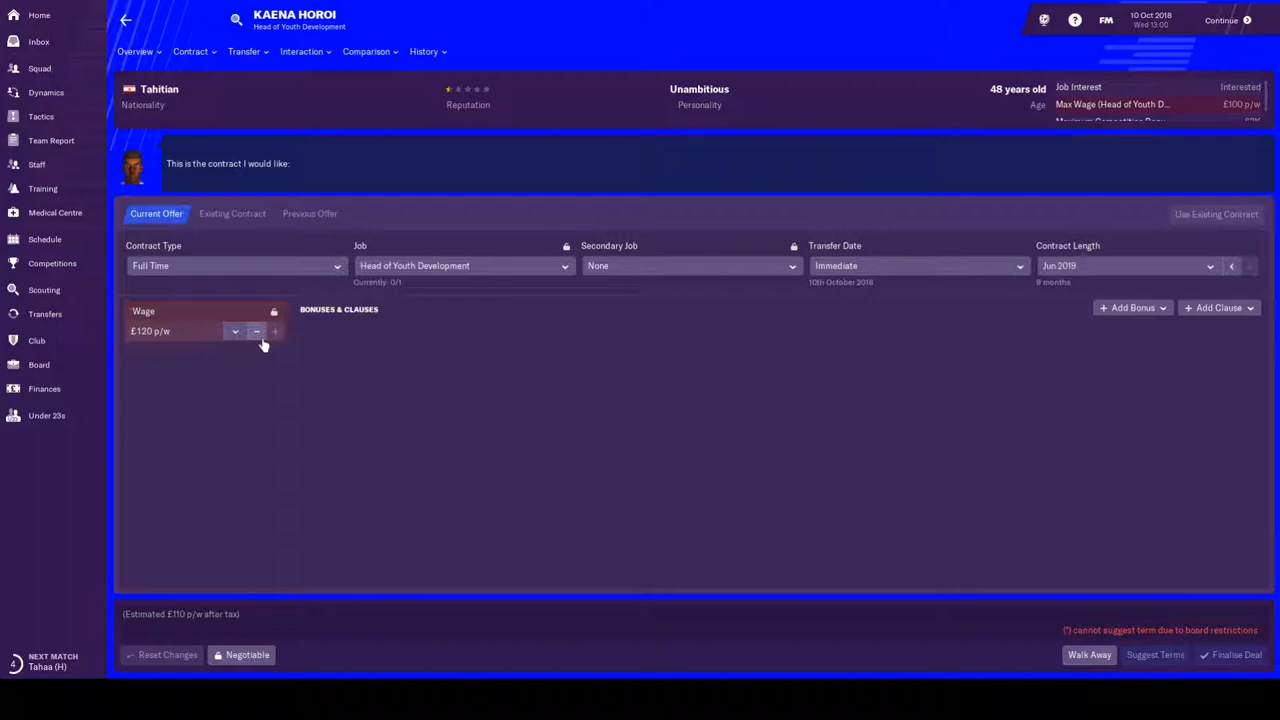 Home
Inbox
Squad
Dynamics
Tactics
Team Report
Staff
Training
Medical Centre
Schedule
Competitions
Scouting
Transfers
Club
Board
Finances
Under 23s
4
NEXT MATCH
Tahaa (H)
KAENA HOROI
Head of Youth Development
FM
10 Oct 2018
Wed 13:00
Continue
Overview
Contract
Transfer
Interaction
Comparison
History
Tahitian
Nationality
Reputation
Unambitious
Personality
48 years old
Age
Job Interest Interested
Max Wage (Head of Youth D... £100 p/w
This is the contract I would like:
Current Offer
Existing Contract
Previous Offer
Use Existing Contract
Contract Type
Full Time
Job
Head of Youth Development
Currently: 0/1
Secondary Job
None
Transfer Date
Immediate
10th October 2018
Contract Length
Jun 2019
9 months
Wage
£120 p/w
BONUSES & CLAUSES
+ Add Bonus
+ Add Clause
(Estimated £110 p/w after tax)
cannot suggest term due to board restrictions
Reset Changes
Negotiable
Walk Away
Suggest Terms
Finalise Deal